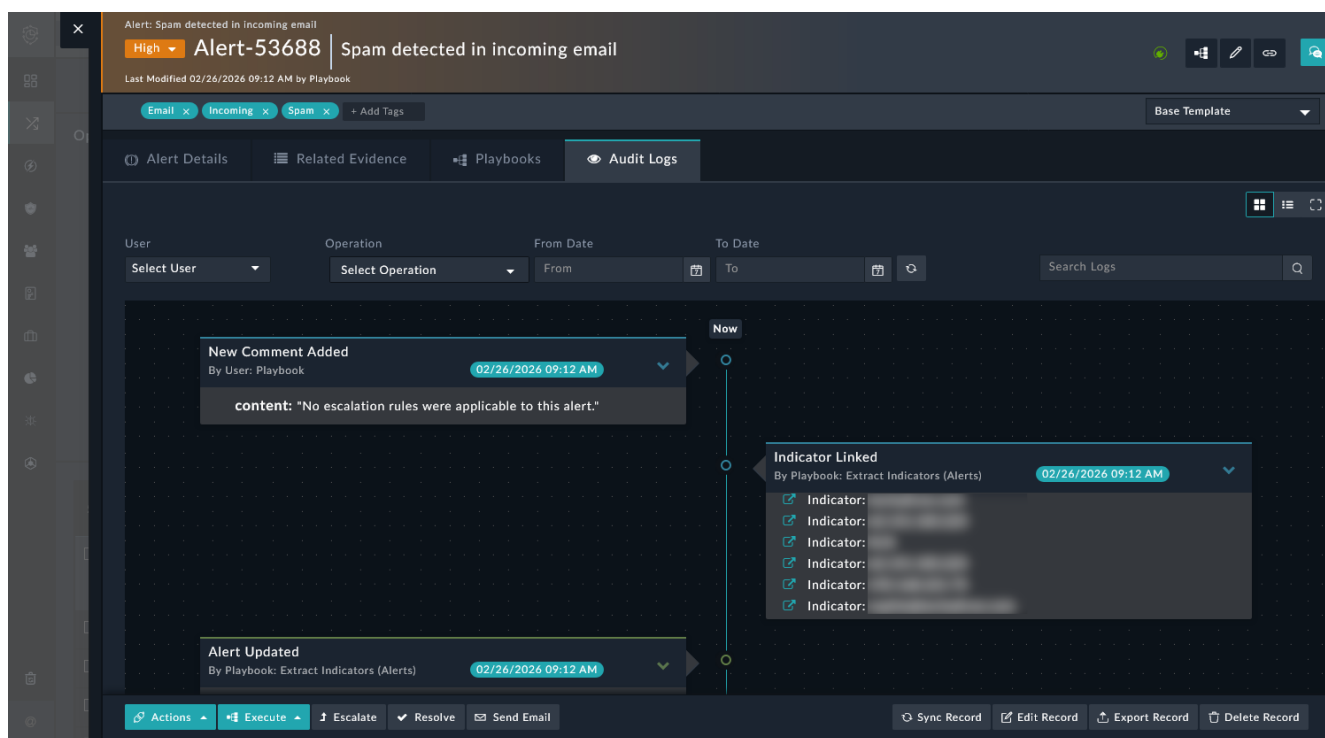 Alert: Spam detected in incoming email
High Alert-53688 Spam detected in incoming email
Last Modified 02/26/2026 09:12 AM by Playbook
Email x Incoming x Spam x + Add Tags Base Template
Alert Details Related Evidence Playbooks Audit Logs
User Operation From Date To Date
Select User Select Operation From To Search Logs
Now
New Comment Added
By User: Playbook 02/26/2026 09:12 AM
content: "No escalation rules were applicable to this alert."
Indicator Linked
By Playbook: Extract Indicators (Alerts) 02/26/2026 09:12 AM
Indicator:
Indicator:
Indicator:
Indicator:
Indicator:
Indicator:
Alert Updated
By Playbook: Extract Indicators (Alerts) 02/26/2026 09:12 AM
Actions Execute Escalate Resolve Send Email Sync Record Edit Record Export Record Delete Record